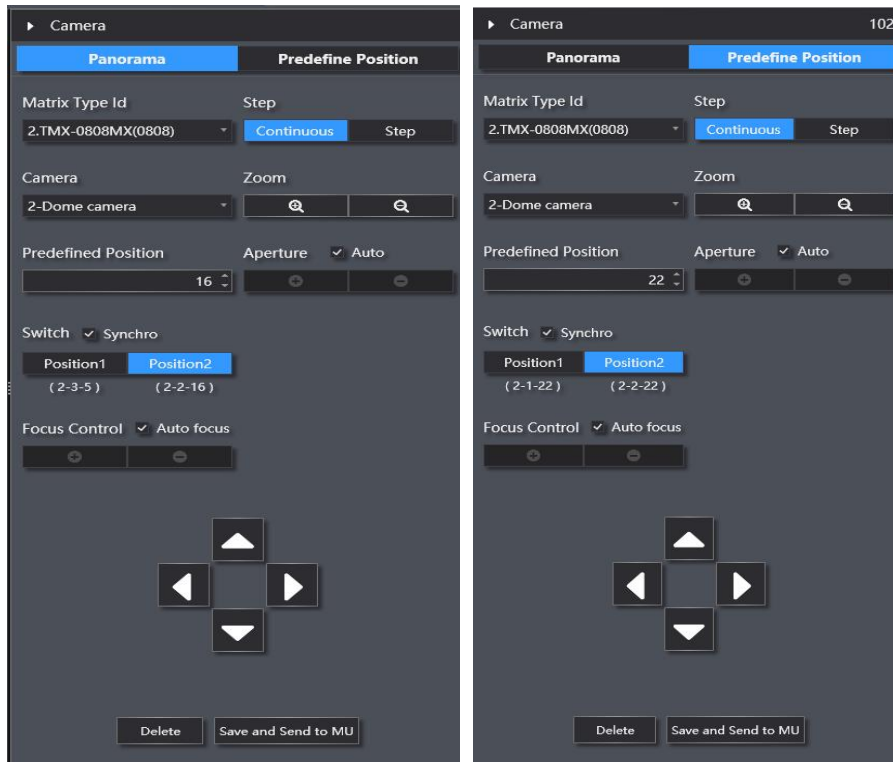 Camera
Panorama Predefine Position
Matrix Type Id Step
2.TMX-0808MX(0808) Continuous Step
Camera Zoom
2-Dome camera
Predefined Position Aperture Auto
16
Switch Synchro
Position1 Position2
( 2-3-5 ) ( 2-2-16 )
Focus Control Auto focus
Delete Save and Send to MU
Camera 102
Panorama Predefine Position
Matrix Type Id Step
2.TMX-0808MX(0808) Continuous Step
Camera Zoom
2-Dome camera
Predefined Position Aperture Auto
22
Switch Synchro
Position1 Position2
( 2-1-22 ) ( 2-2-22 )
Focus Control Auto focus
Delete Save and Send to MU